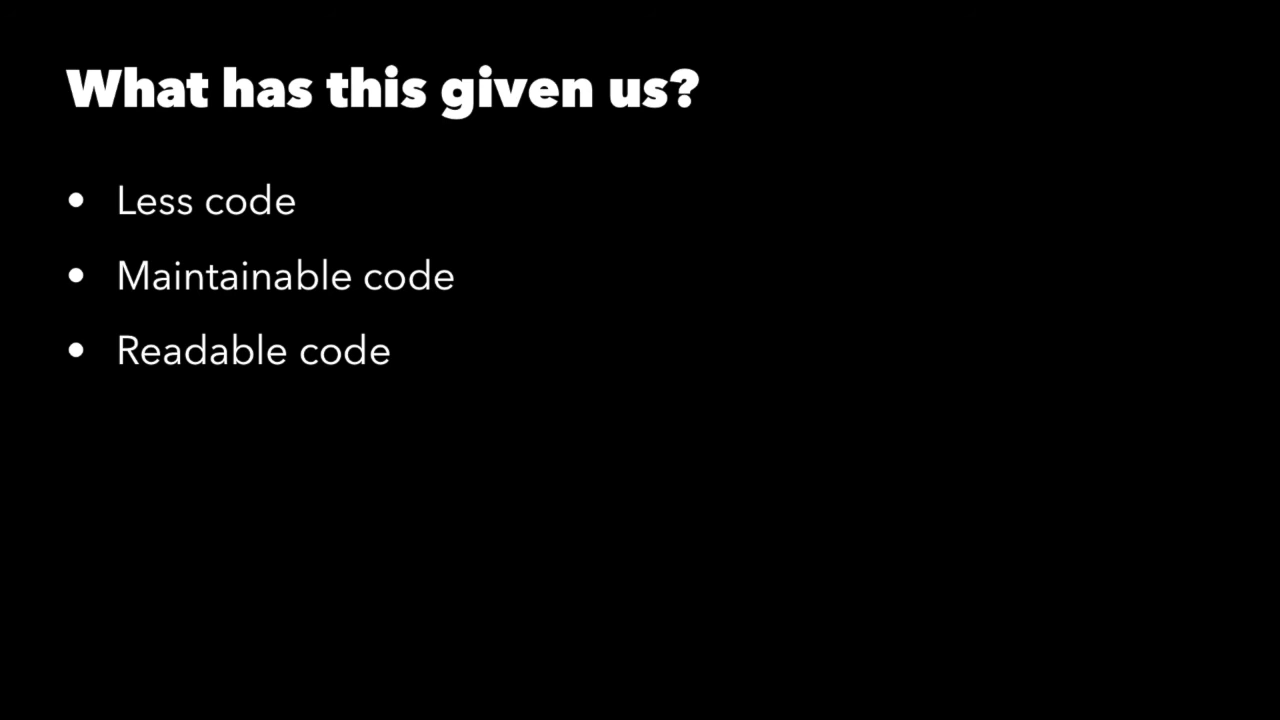 What has this given us?
• Less code
• Maintainable code
• Readable code